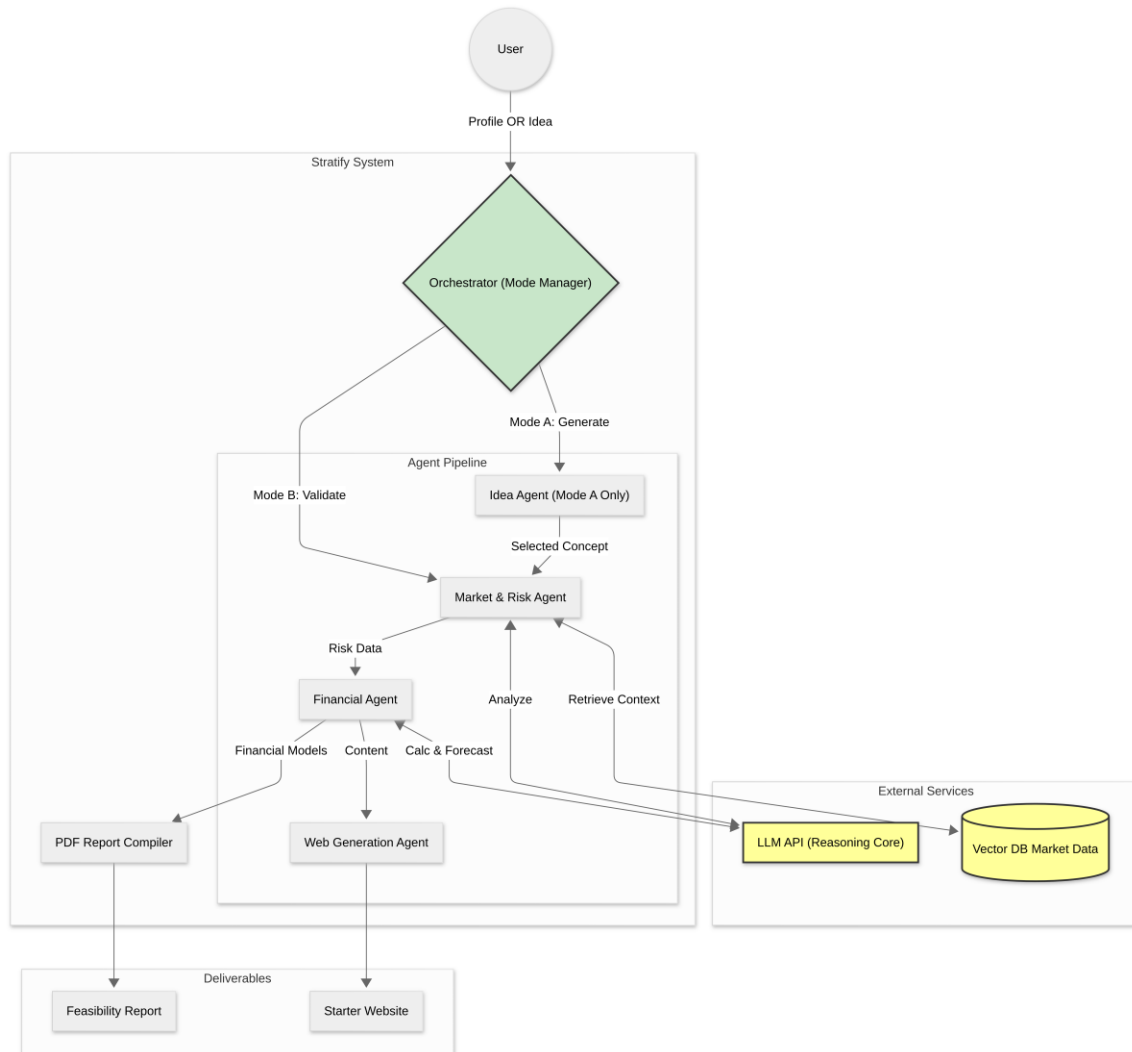 User
Profile OR Idea
Stratify System
Orchestrator (Mode Manager)
Mode A: Generate
Agent Pipeline
Mode B: Validate
Idea Agent (Mode A Only)
Selected Concept
Market & Risk Agent
Risk Data
Financial Agent
Analyze
Retrieve Context
Financial Models
Content
Calc & Forecast
External Services
PDF Report Compiler
Web Generation Agent
LLM API (Reasoning Core)
Vector DB Market Data
Deliverables
Feasibility Report
Starter Website